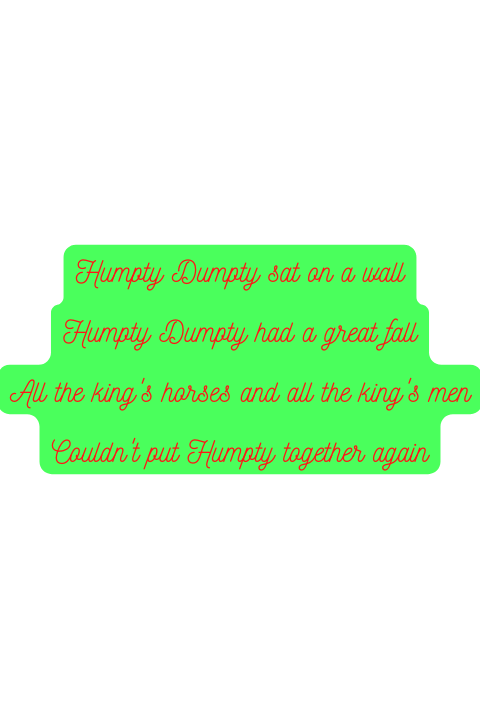 Humpty Dumpty sat on a wall
Humpty Dumpty had a great fall
All the king's horses and all the king's men
Couldn't put Humpty together again